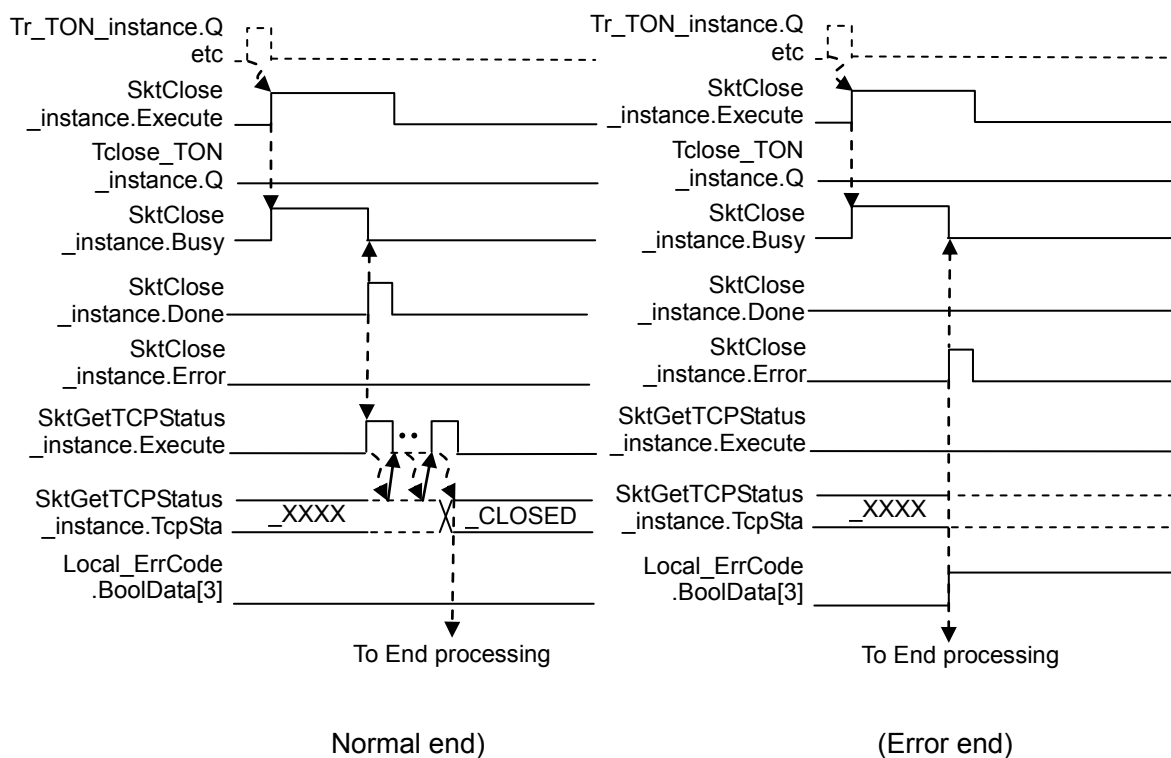 Tr_TON_instance.Q
etc
SktClose
_instance.Execute
Tclose_TON
_instance.Q
SktClose
_instance.Busy
SktClose
_instance.Done
SktClose
_instance.Error
SktGetTCPStatus
_instance.Execute
SktGetTCPStatus
_instance.TcpSta
_XXXX
_CLOSED
Local_ErrCode
.BoolData[3]
To End processing
Normal end)
Tr_TON_instance.Q
etc
SktClose
_instance.Execute
Tclose_TON
_instance.Q
SktClose
_instance.Busy
SktClose
_instance.Done
SktClose
_instance.Error
SktGetTCPStatus
_instance.Execute
SktGetTCPStatus
_instance.TcpSta
_XXXX
Local_ErrCode
.BoolData[3]
To End processing
(Error end)